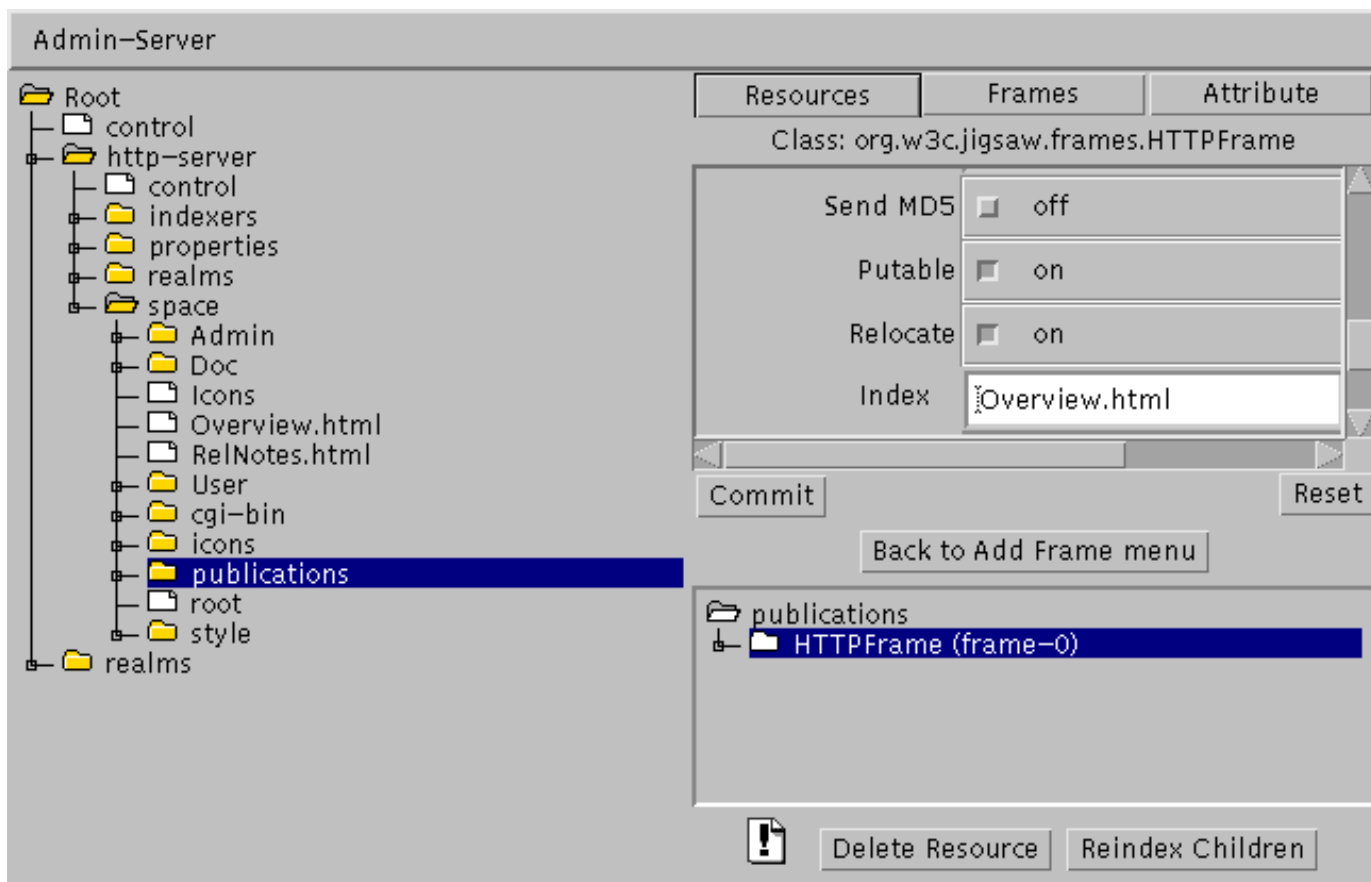 Admin-Server
Root
control
http-server
control
indexers
properties
realms
space
Admin
Doc
Icons
Overview.html
RelNotes.html
User
cgi-bin
icons
publications
root
style
realms
Resources Frames Attribute
Class: org.w3c.jigsaw.frames.HTTPFrame
Send MD5 off
Putable on
Relocate on
Index Overview.html
Commit Reset
Back to Add Frame menu
publications
HTTPFrame (frame-0)
Delete Resource Reindex Children